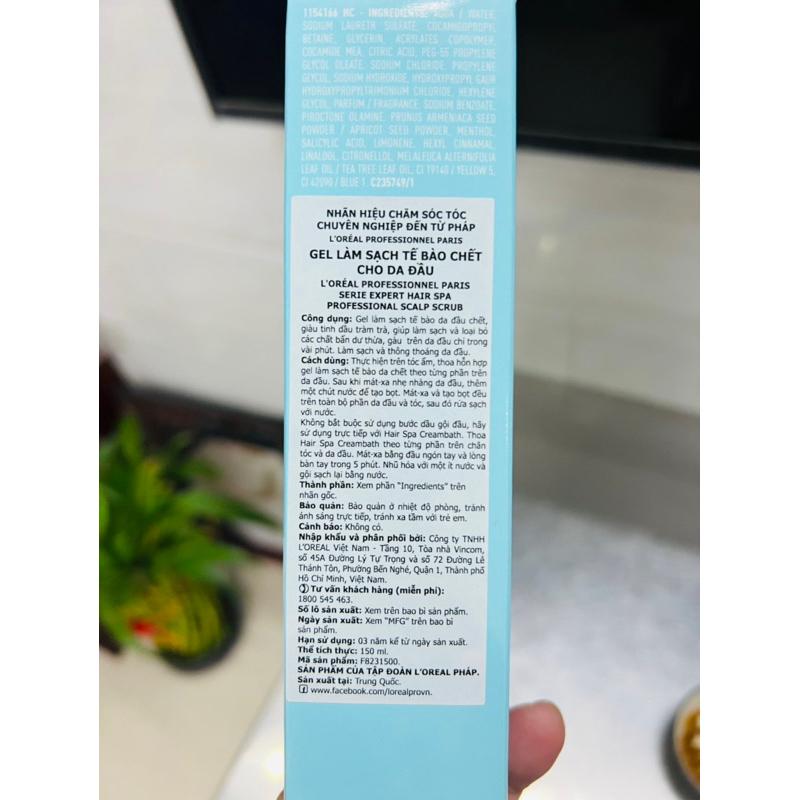 1154166 MC - INGREDIENTS: AQUA / WATER,
SODIUM LAURETH SULFATE, COCAMIDOPROPYL
BETAINE, GLYCERIN, ACRYLATES COPOLYMER,
COCAMIDE MEA, CITRIC ACID, PEG-55 PROPYLENE
GLYCOL OLEATE, SODIUM CHLORIDE, PROPYLENE
GLYCOL, SODIUM HYDROXIDE, HYDROXYPROPYL GUAR
HYDROXYPROPYLTRIMONIUM CHLORIDE, HEXYLENE
GLYCOL, PARFUM / FRAGRANCE, SODIUM BENZOATE,
PIROCTONE OLAMINE, PRUNUS ARMENIACA SEED
POWDER / APRICOT SEED POWDER, MENTHOL,
SALICYLIC ACID, LIMONENE, HEXYL CINNAMAL,
LINALOOL, CITRONELLOL, MELALEUCA ALTERNIFOLIA
LEAF OIL / TEA TREE LEAF OIL, CI 19140 / YELLOW 5,
CI 42090 / BLUE 1. C235749/1
NHÃN HIỆU CHĂM SÓC TÓC
CHUYÊN NGHIỆP ĐẾN TỪ PHÁP
L'ORÉAL PROFESSIONNEL PARIS
GEL LÀM SẠCH TẾ BÀO CHẾT
CHO DA ĐẦU
L'ORÉAL PROFESSIONNEL PARIS
SERIE EXPERT HAIR SPA
PROFESSIONAL SCALP SCRUB
Công dụng: Gel làm sạch tế bào da đầu chết,
giàu tinh dầu tràm trà, giúp làm sạch và loại bỏ
các chất bẩn dư thừa, gàu trên da đầu chỉ trong
vài phút. Làm sạch và thông thoáng da đầu.
Cách dùng: Thực hiện trên tóc ẩm, thoa hỗn hợp
gel làm sạch tế bào da chết theo từng phần trên
da đầu. Sau khi mát-xa nhẹ nhàng da đầu, thêm
một chút nước để tạo bọt. Mát-xa và tạo bọt đều
trên toàn bộ phần da đầu và tóc, sau đó rửa sạch
với nước.
Không bắt buộc sử dụng bước dầu gội đầu, hãy
sử dụng trực tiếp với Hair Spa Creambath. Thoa
Hair Spa Creambath theo từng phần trên chân
tóc và da đầu. Mát-xa bằng đầu ngón tay và lòng
bàn tay trong 5 phút. Nhũ hóa với một ít nước và
gội sạch lại bằng nước.
Thành phần: Xem phần "Ingredients" trên
nhãn gốc.
Bảo quản: Bảo quản ở nhiệt độ phòng, tránh
ánh sáng trực tiếp, tránh xa tầm với trẻ em.
Cảnh báo: Không có.
Nhập khẩu và phân phối bởi: Công ty TNHH
L'OREAL Việt Nam - Tầng 10, Tòa nhà Vincom,
số 45A Đường Lý Tự Trọng và số 72 Đường Lê
Thánh Tôn, Phường Bến Nghé, Quận 1, Thành phố
Hồ Chí Minh, Việt Nam.
Tư vấn khách hàng (miễn phí):
1800 545 463.
Số lô sản xuất: Xem trên bao bì sản phẩm.
Ngày sản xuất: Xem "MFG" trên bao bì
sản phẩm.
Hạn sử dụng: 03 năm kể từ ngày sản xuất.
Thể tích thực: 150 ml.
Mã sản phẩm: F8231500.
SẢN PHẨM CỦA TẬP ĐOÀN L'OREAL PHÁP.
Sản xuất tại: Trung Quốc.
www.facebook.com/lorealprovn.